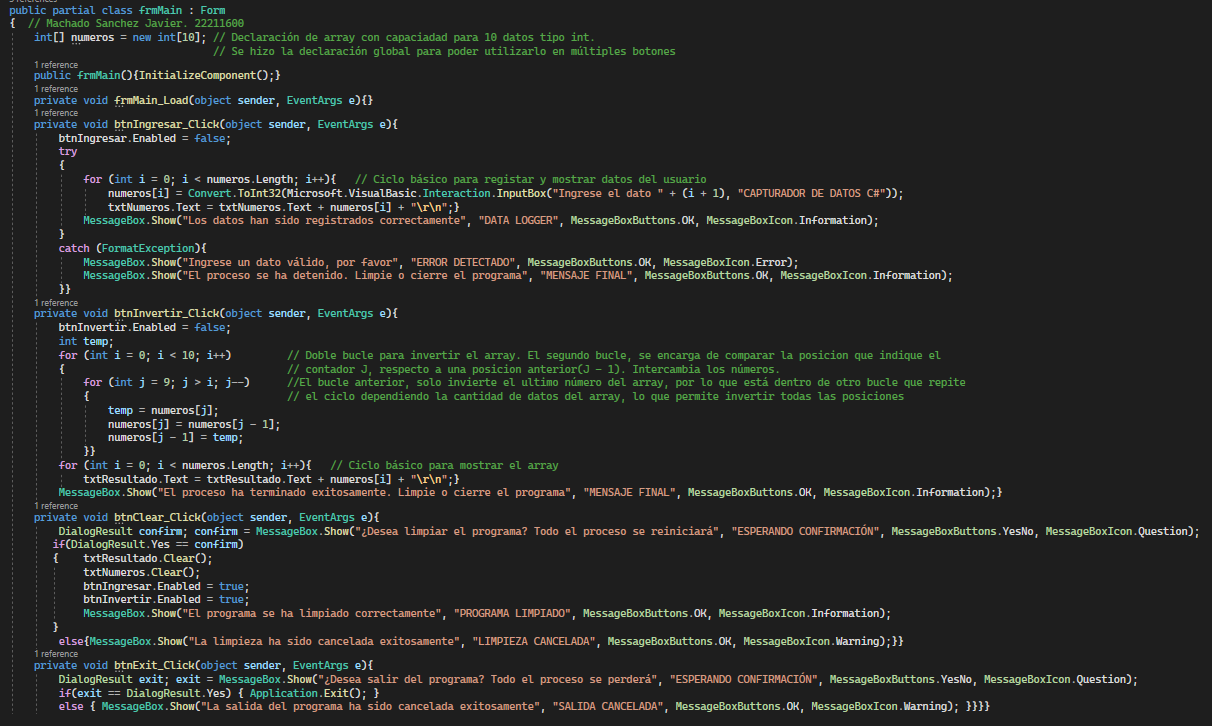 public partial class frmMain : Form
{  // Machado Sanchez Javier. 22211600
int[] numeros = new int[10]; // Declaración de array con capaciadad para 10 datos tipo int.
// Se hizo la declaración global para poder utilizarlo en múltiples botones
1 reference
public frmMain(){InitializeComponent();}
1 reference
private void frmMain_Load(object sender, EventArgs e){}
1 reference
private void btnIngresar_Click(object sender, EventArgs e){
btnIngresar.Enabled = false;
try
{
for (int i = 0; i < numeros.Length; i++){   // Ciclo básico para registar y mostrar datos del usuario
numeros[i] = Convert.ToInt32(Microsoft.VisualBasic.Interaction.InputBox("Ingrese el dato " + (i + 1), "CAPTURADOR DE DATOS C#"));
txtNumeros.Text = txtNumeros.Text + numeros[i] + "\r\n";}
MessageBox.Show("Los datos han sido registrados correctamente", "DATA LOGGER", MessageBoxButtons.OK, MessageBoxIcon.Information);
}
catch (FormatException){
MessageBox.Show("Ingrese un dato válido, por favor", "ERROR DETECTADO", MessageBoxButtons.OK, MessageBoxIcon.Error);
MessageBox.Show("El proceso se ha detenido. Limpie o cierre el programa", "MENSAJE FINAL", MessageBoxButtons.OK, MessageBoxIcon.Information);
}}
1 reference
private void btnInvertir_Click(object sender, EventArgs e){
btnInvertir.Enabled = false;
int temp;
for (int i = 0; i < 10; i++)         // Doble bucle para invertir el array. El segundo bucle, se encarga de comparar la posicion que indique el
{                                    // contador J, respecto a una posicion anterior(J - 1). Intercambia los números.
for (int j = 9; j > i; j--)      //El bucle anterior, solo invierte el ultimo número del array, por lo que está dentro de otro bucle que repite
{                                // el ciclo dependiendo la cantidad de datos del array, lo que permite invertir todas las posiciones
temp = numeros[j];
numeros[j] = numeros[j - 1];
numeros[j - 1] = temp;
}}
for (int i = 0; i < numeros.Length; i++){   // Ciclo básico para mostrar el array
txtResultado.Text = txtResultado.Text + numeros[i] + "\r\n";}
MessageBox.Show("El proceso ha terminado exitosamente. Limpie o cierre el programa", "MENSAJE FINAL", MessageBoxButtons.OK, MessageBoxIcon.Information);}
1 reference
private void btnClear_Click(object sender, EventArgs e){
DialogResult confirm; confirm = MessageBox.Show("¿Desea limpiar el programa? Todo el proceso se reiniciará", "ESPERANDO CONFIRMACIÓN", MessageBoxButtons.YesNo, MessageBoxIcon.Question);
if(DialogResult.Yes == confirm)
{    txtResultado.Clear();
txtNumeros.Clear();
btnIngresar.Enabled = true;
btnInvertir.Enabled = true;
MessageBox.Show("El programa se ha limpiado correctamente", "PROGRAMA LIMPIADO", MessageBoxButtons.OK, MessageBoxIcon.Information);
}
else{MessageBox.Show("La limpieza ha sido cancelada exitosamente", "LIMPIEZA CANCELADA", MessageBoxButtons.OK, MessageBoxIcon.Warning);}}
1 reference
private void btnExit_Click(object sender, EventArgs e){
DialogResult exit; exit = MessageBox.Show("¿Desea salir del programa? Todo el proceso se perderá", "ESPERANDO CONFIRMACIÓN", MessageBoxButtons.YesNo, MessageBoxIcon.Question);
if(exit == DialogResult.Yes) { Application.Exit(); }
else { MessageBox.Show("La salida del programa ha sido cancelada exitosamente", "SALIDA CANCELADA", MessageBoxButtons.OK, MessageBoxIcon.Warning); }}}}